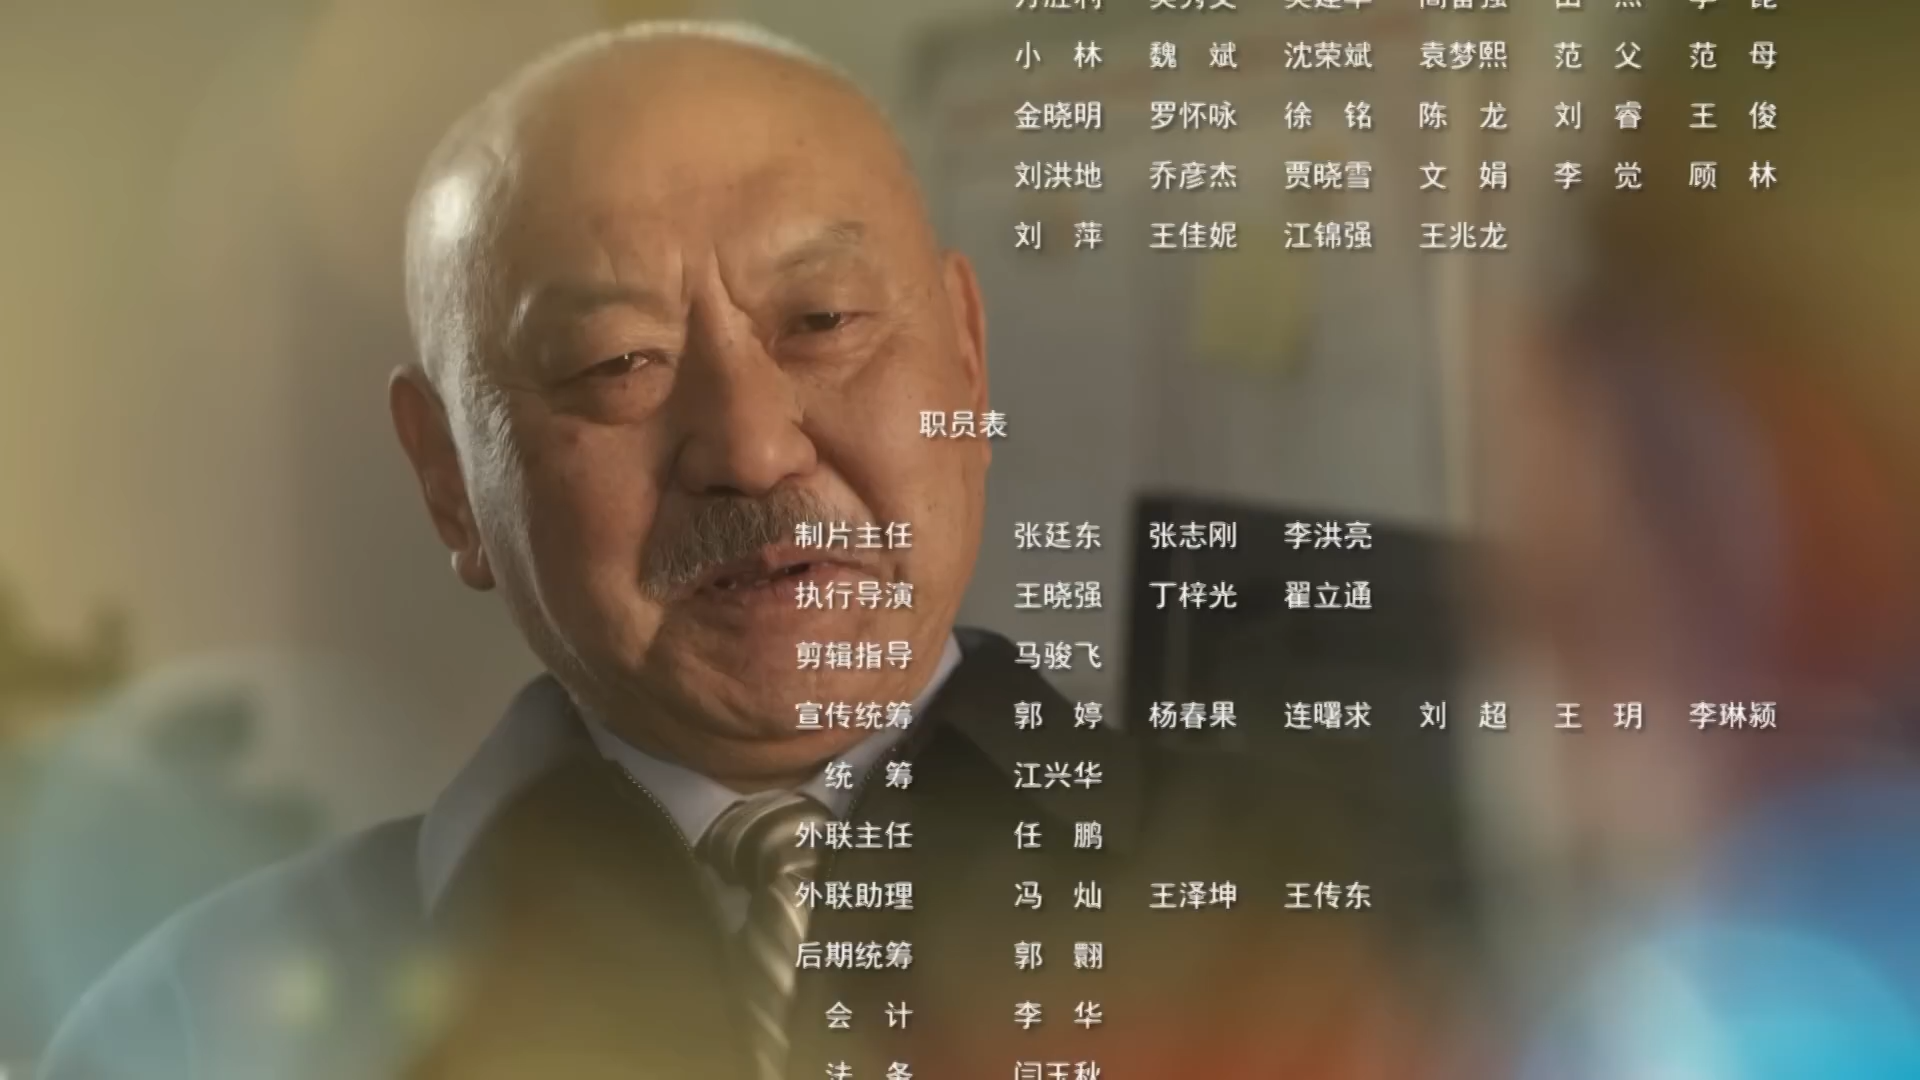 小　林　魏　斌　沈荣斌　袁梦熙　范　父　范　母
金晓明　罗怀咏　徐　铭　陈　龙　刘　睿　王　俊
刘洪地　乔彦杰　贾晓雪　文　娟　李　觉　顾　林
刘　萍　王佳妮　江锦强　王兆龙
职员表
制片主任　张廷东　张志刚　李洪亮
执行导演　王晓强　丁梓光　翟立通
剪辑指导　马骏飞
宣传统筹　郭　婷　杨春果　连曙求　刘　超　王　玥　李琳颍
统　筹　江兴华
外联主任　任　鹏
外联助理　冯　灿　王泽坤　王传东
后期统筹　郭　翾
会　计　李　华
法　务　闫玉秋